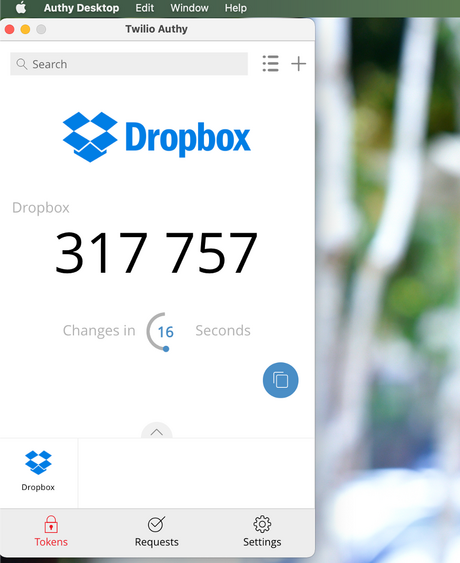 Authy Desktop Edit Window Help
Twilio Authy
Search
Dropbox
Dropbox
317 757
Changes in 16 Seconds
Dropbox
Tokens Requests Settings